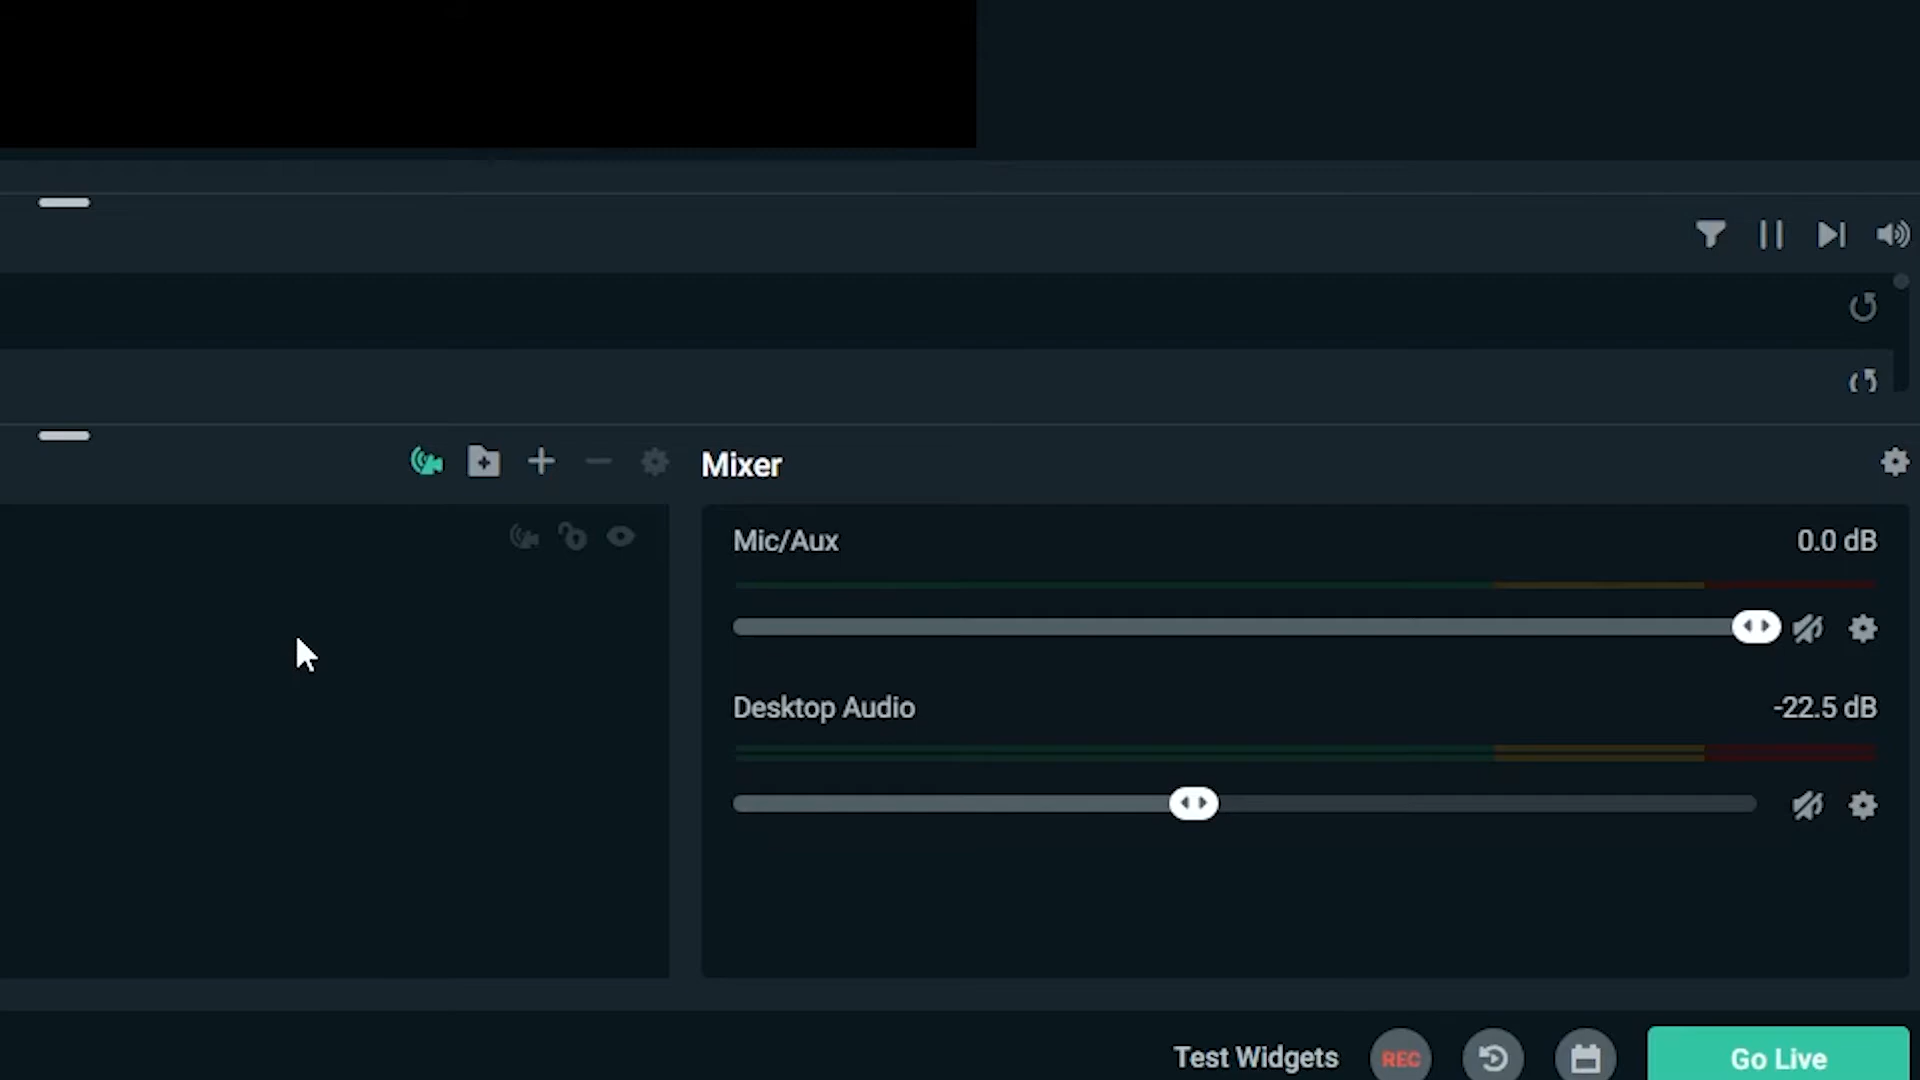 Mixer
Mic/Aux 0.0 dB
Desktop Audio -22.5 dB
Test Widgets REC Go Live